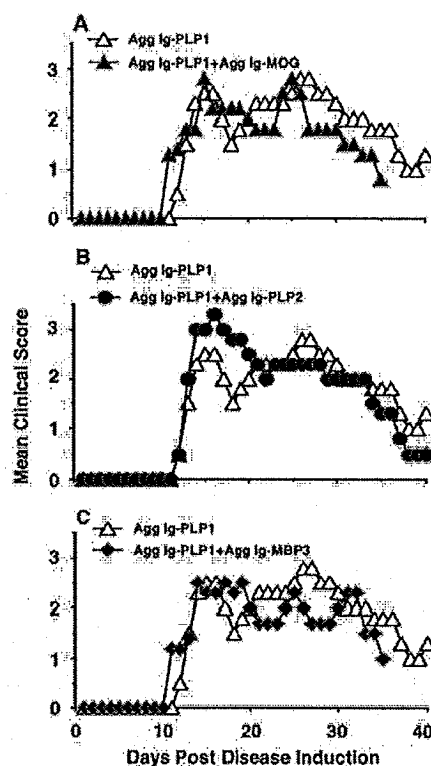 A
Agg Ig-PLP1
Agg Ig-PLP1+Agg Ig-MOG
3
2
1
0
B
Agg Ig-PLP1
Agg Ig-PLP1+Agg Ig-PLP2
3
2
1
0
Mean Clinical Score
C
Agg Ig-PLP1
Agg Ig-PLP1+Agg Ig-MBP3
3
2
1
0
0 10 20 30 40
Days Post Disease Induction